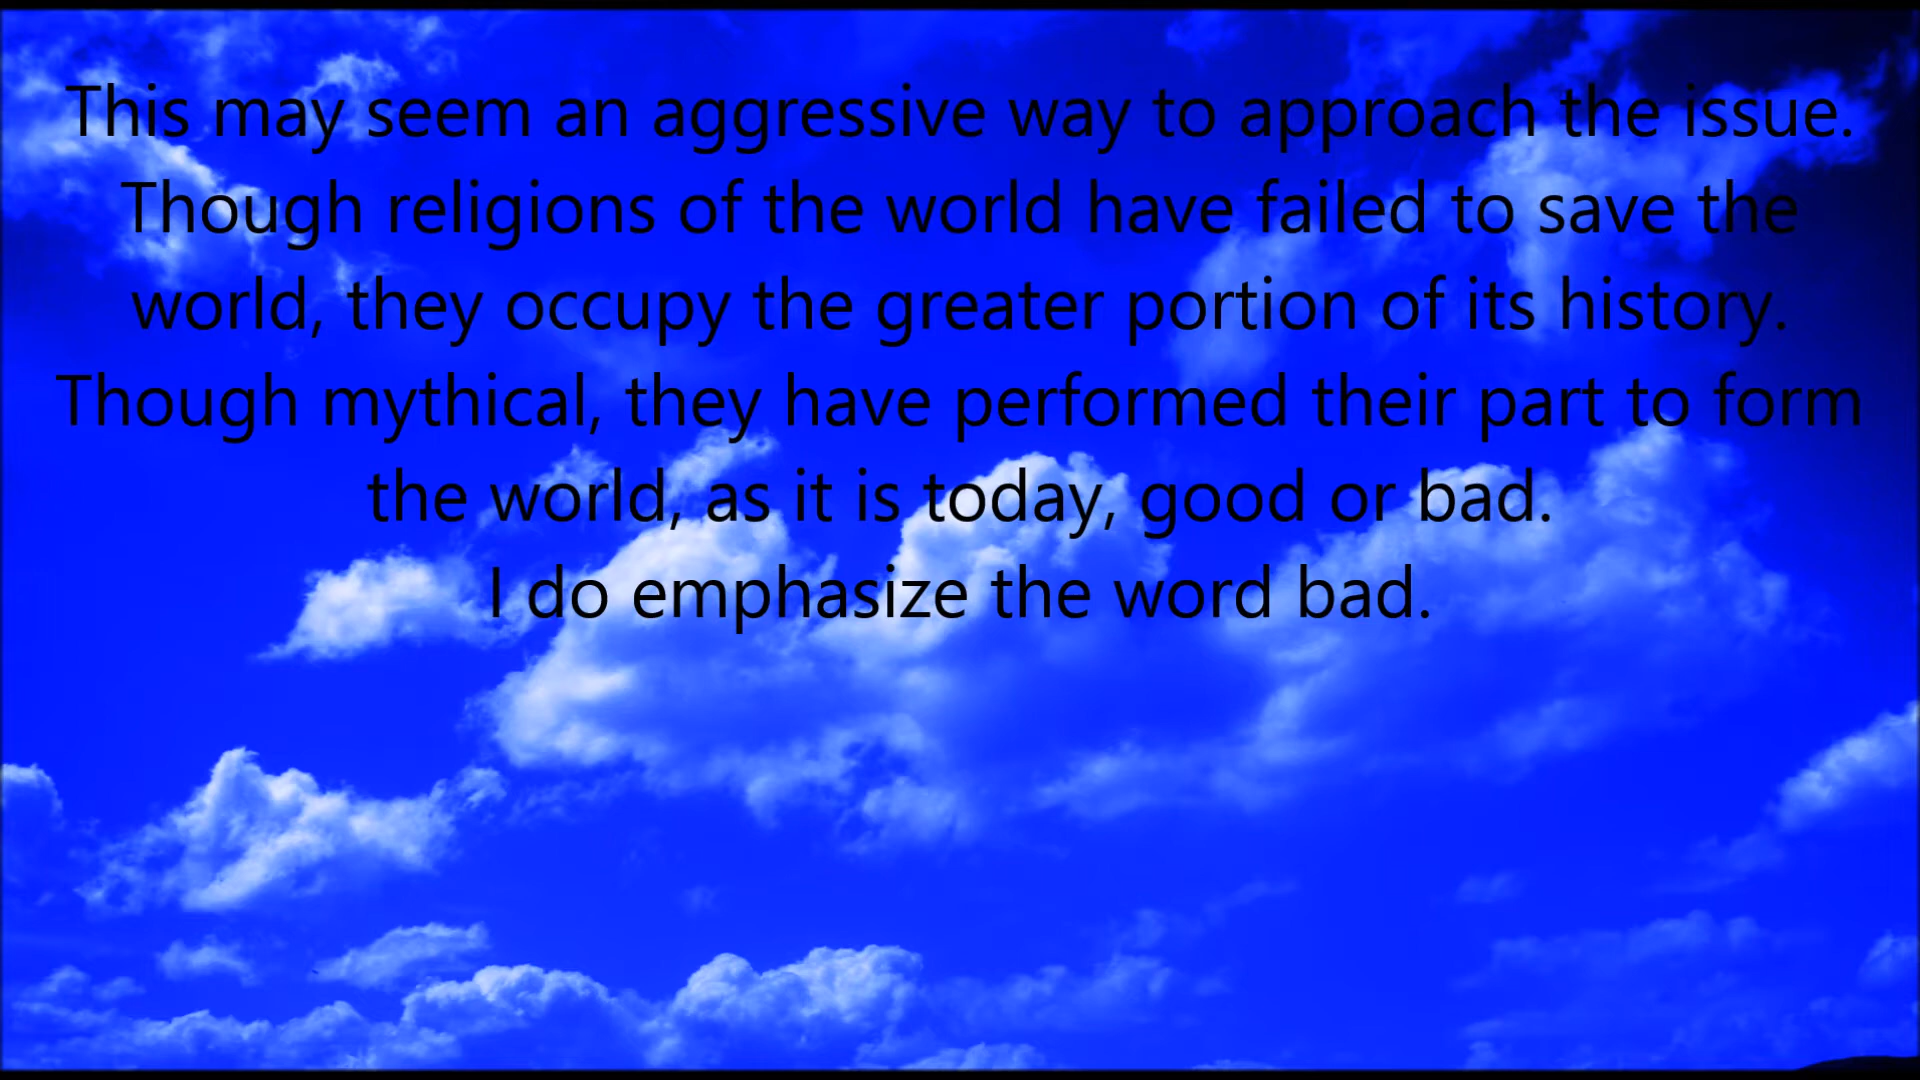 This may seem an aggressive way to approach the issue.
Though religions of the world have failed to save the
world, they occupy the greater portion of its history.
Though mythical, they have performed their part to form
the world, as it is today, good or bad.
I do emphasize the word bad.